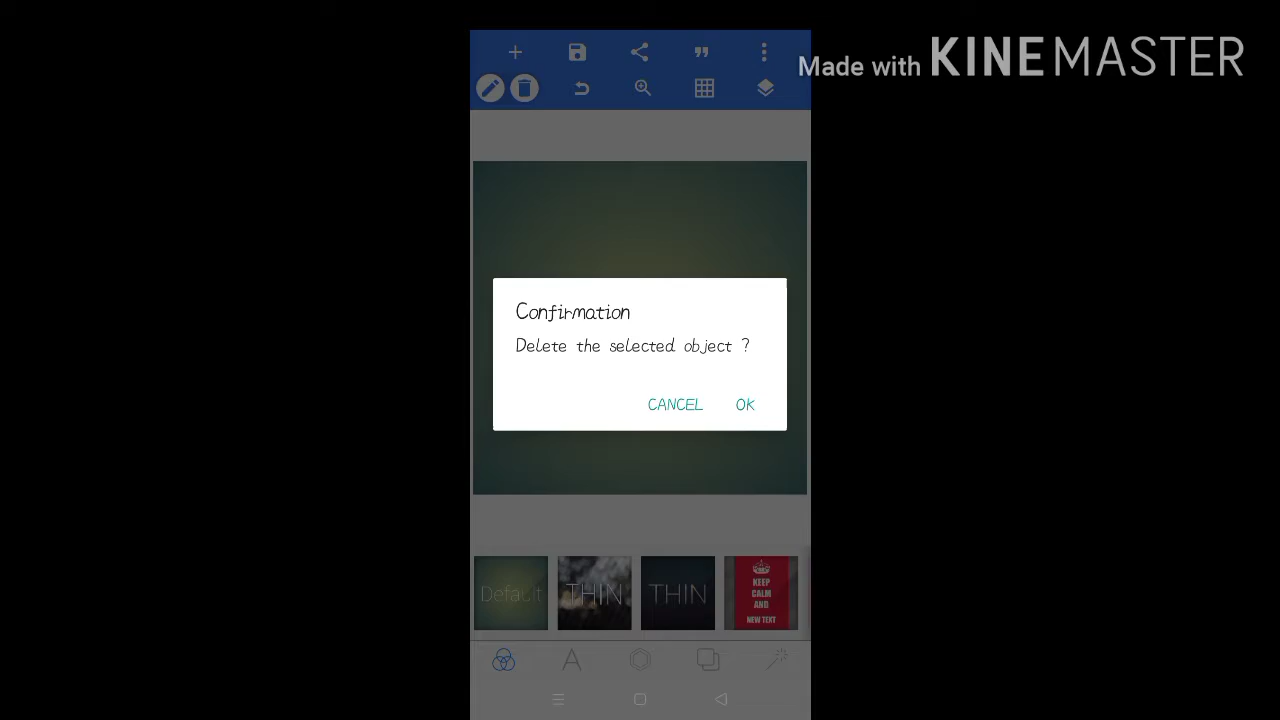 Made with KINEMASTER
Confirmation
Delete the selected object ?
CANCEL OK
Default
THIN
THIN
KEEP
CALM
AND
NEW TEXT
A